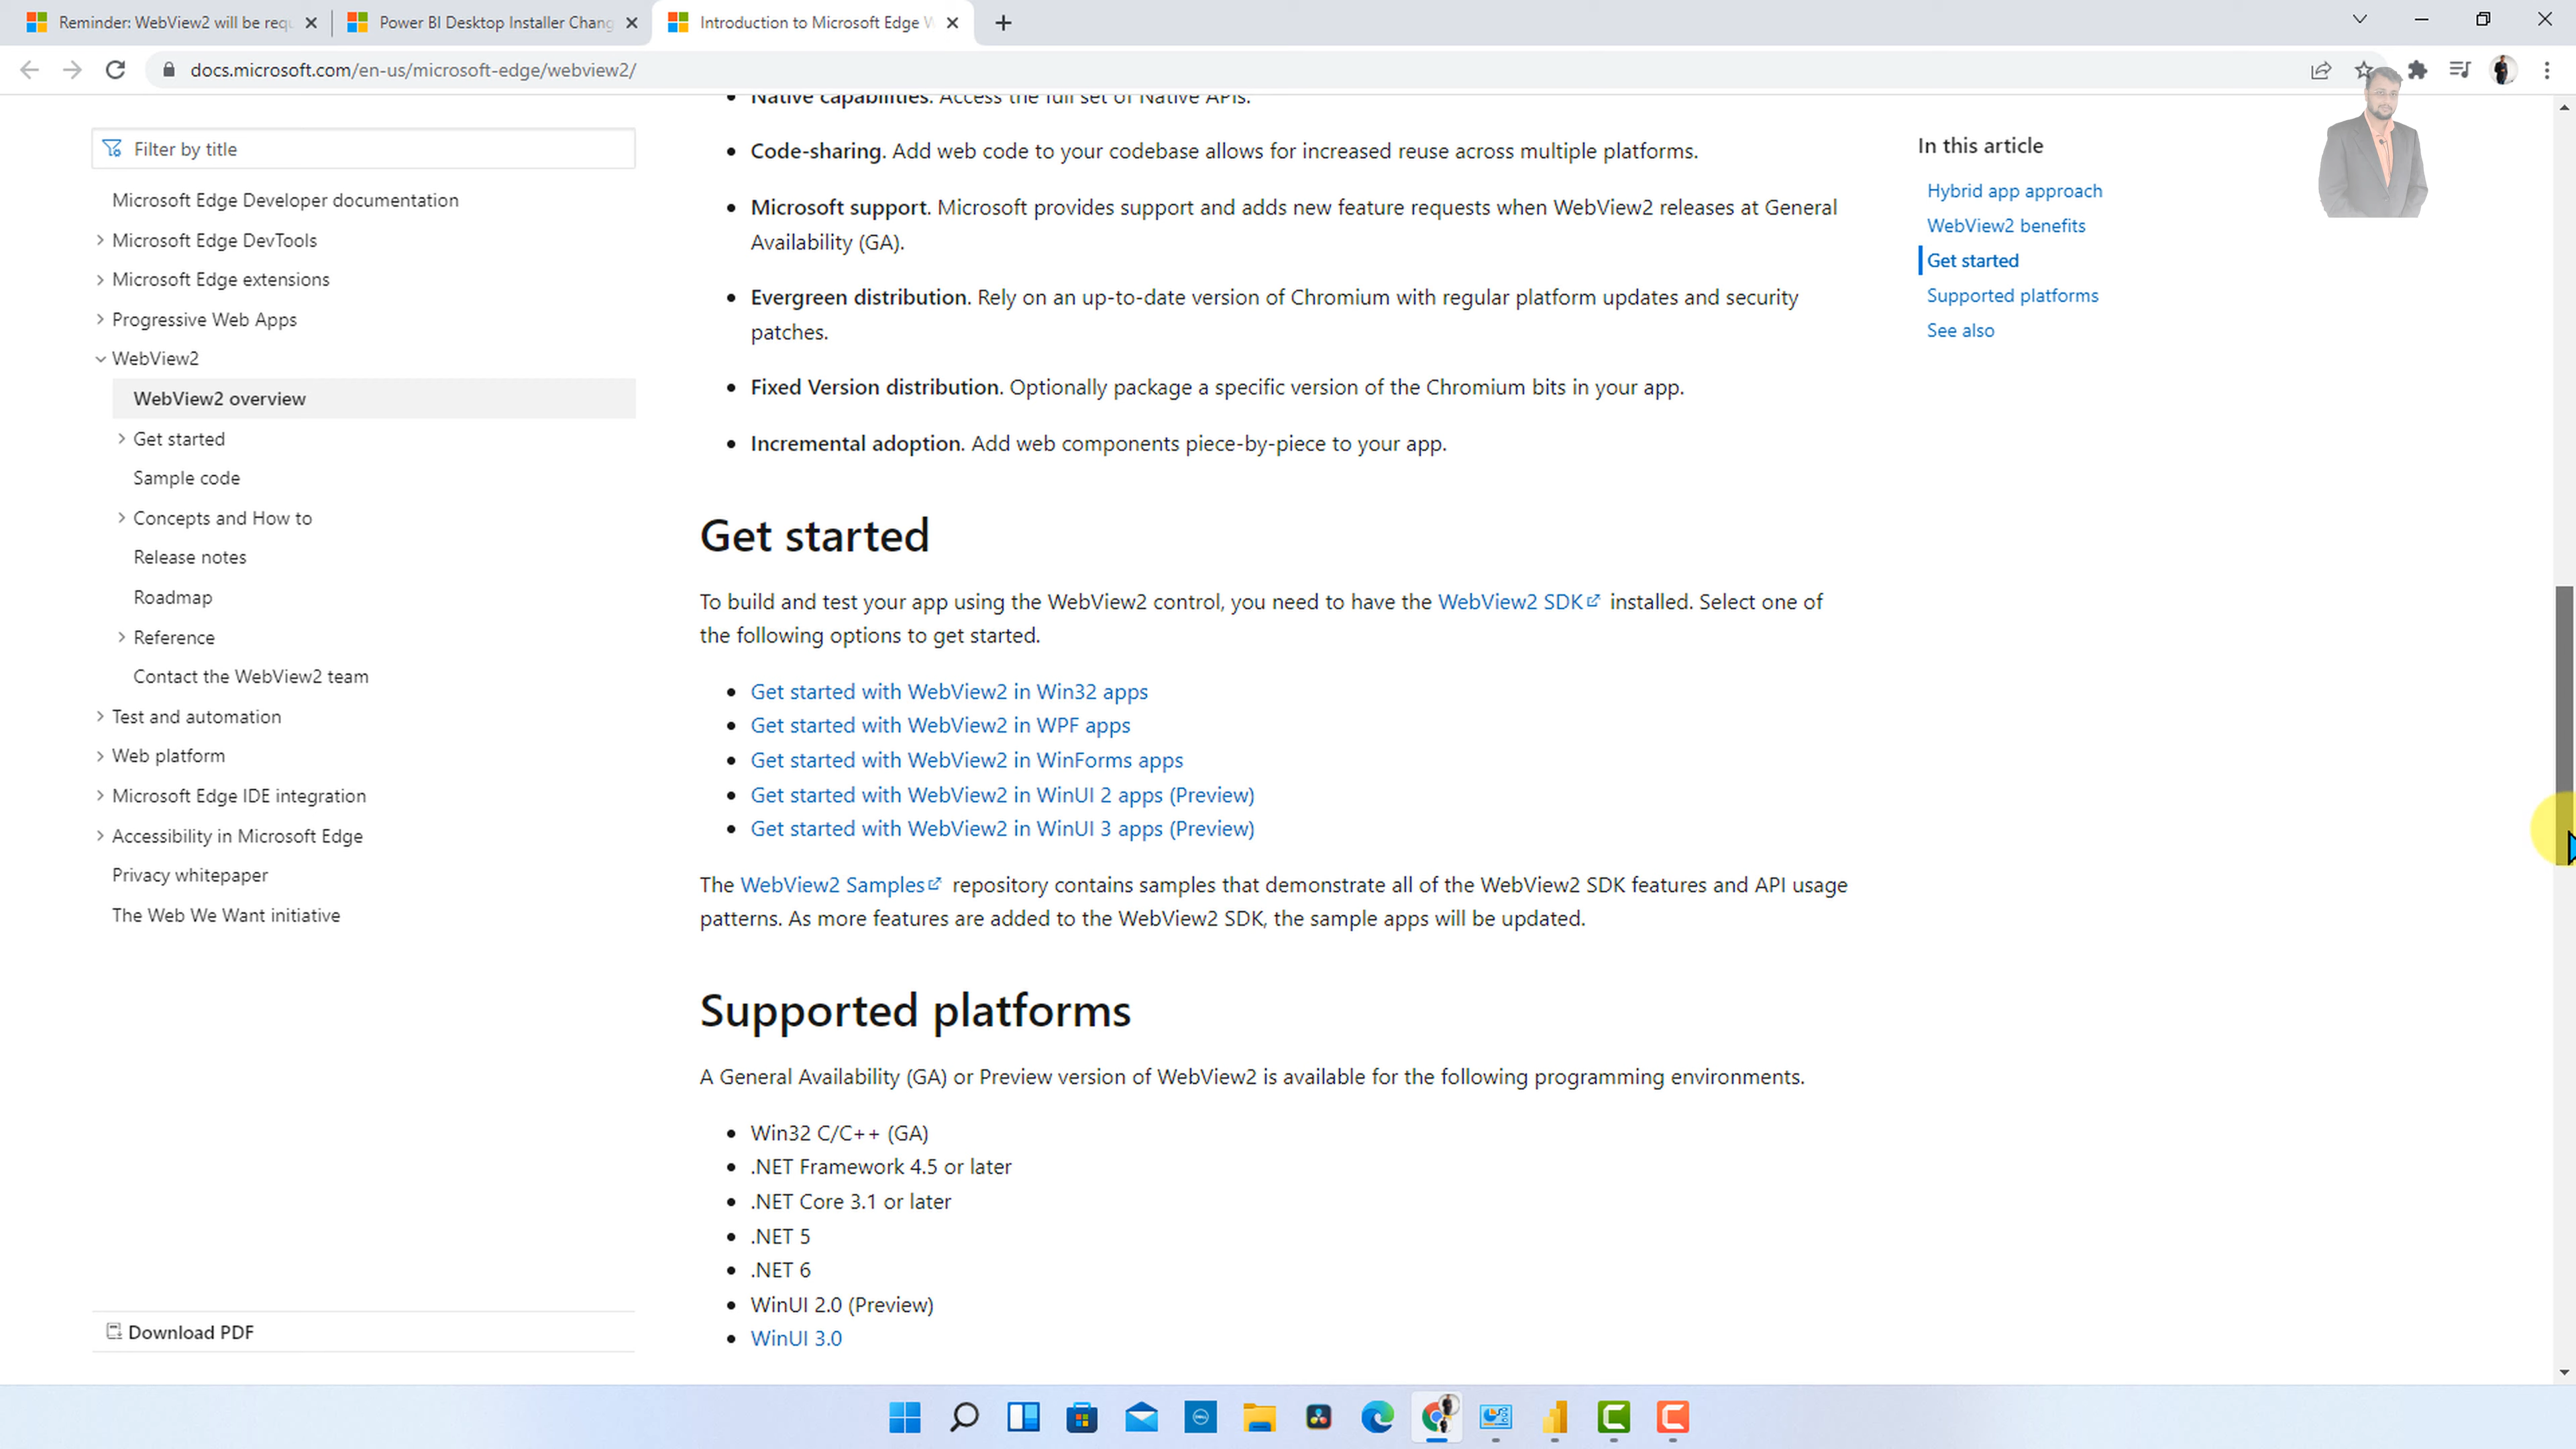 Reminder: WebView2 will be requ
Power BI Desktop Installer Chang
Introduction to Microsoft Edge W
docs.microsoft.com/en-us/microsoft-edge/webview2/
Filter by title
Microsoft Edge Developer documentation
Microsoft Edge DevTools
Microsoft Edge extensions
Progressive Web Apps
WebView2
WebView2 overview
Get started
Sample code
Concepts and How to
Release notes
Roadmap
Reference
Contact the WebView2 team
Test and automation
Web platform
Microsoft Edge IDE integration
Accessibility in Microsoft Edge
Privacy whitepaper
The Web We Want initiative
Download PDF
Native capabilities. Access the full set of Native APIs.
Code-sharing. Add web code to your codebase allows for increased reuse across multiple platforms.
Microsoft support. Microsoft provides support and adds new feature requests when WebView2 releases at General
Availability (GA).
Evergreen distribution. Rely on an up-to-date version of Chromium with regular platform updates and security
patches.
Fixed Version distribution. Optionally package a specific version of the Chromium bits in your app.
Incremental adoption. Add web components piece-by-piece to your app.
Get started
To build and test your app using the WebView2 control, you need to have the WebView2 SDK installed. Select one of
the following options to get started.
Get started with WebView2 in Win32 apps
Get started with WebView2 in WPF apps
Get started with WebView2 in WinForms apps
Get started with WebView2 in WinUI 2 apps (Preview)
Get started with WebView2 in WinUI 3 apps (Preview)
The WebView2 Samples repository contains samples that demonstrate all of the WebView2 SDK features and API usage
patterns. As more features are added to the WebView2 SDK, the sample apps will be updated.
Supported platforms
A General Availability (GA) or Preview version of WebView2 is available for the following programming environments.
Win32 C/C++ (GA)
.NET Framework 4.5 or later
.NET Core 3.1 or later
.NET 5
.NET 6
WinUI 2.0 (Preview)
WinUI 3.0
In this article
Hybrid app approach
WebView2 benefits
Get started
Supported platforms
See also